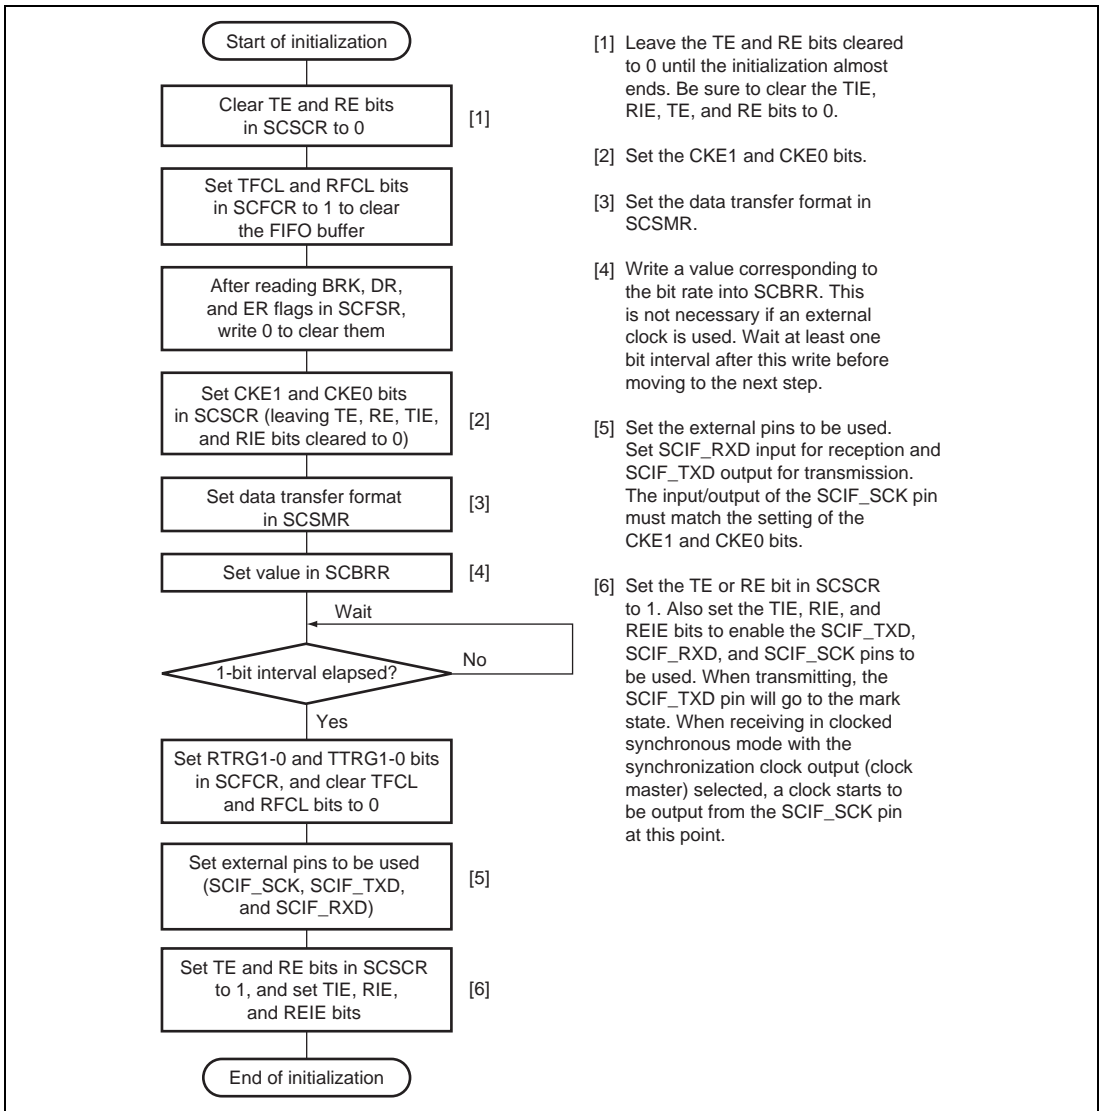 Start of initialization
Clear TE and RE bits
in SCSCR to 0
[1]
Set TFCL and RFCL bits
in SCFCR to 1 to clear
the FIFO buffer
After reading BRK, DR,
and ER flags in SCFSR,
write 0 to clear them
Set CKE1 and CKE0 bits
in SCSCR (leaving TE, RE, TIE,
and RIE bits cleared to 0)
[2]
Set data transfer format
in SCSMR
[3]
Set value in SCBRR
[4]
Wait
1-bit interval elapsed?
No
Yes
Set RTRG1-0 and TTRG1-0 bits
in SCFCR, and clear TFCL
and RFCL bits to 0
Set external pins to be used
(SCIF_SCK, SCIF_TXD,
and SCIF_RXD)
[5]
Set TE and RE bits in SCSCR
to 1, and set TIE, RIE,
and REIE bits
[6]
End of initialization
[1] Leave the TE and RE bits cleared
to 0 until the initialization almost
ends. Be sure to clear the TIE,
RIE, TE, and RE bits to 0.
[2] Set the CKE1 and CKE0 bits.
[3] Set the data transfer format in
SCSMR.
[4] Write a value corresponding to
the bit rate into SCBRR. This
is not necessary if an external
clock is used. Wait at least one
bit interval after this write before
moving to the next step.
[5] Set the external pins to be used.
Set SCIF_RXD input for reception and
SCIF_TXD output for transmission.
The input/output of the SCIF_SCK pin
must match the setting of the
CKE1 and CKE0 bits.
[6] Set the TE or RE bit in SCSCR
to 1. Also set the TIE, RIE, and
REIE bits to enable the SCIF_TXD,
SCIF_RXD, and SCIF_SCK pins to
be used. When transmitting, the
SCIF_TXD pin will go to the mark
state. When receiving in clocked
synchronous mode with the
synchronization clock output (clock
master) selected, a clock starts to
be output from the SCIF_SCK pin
at this point.